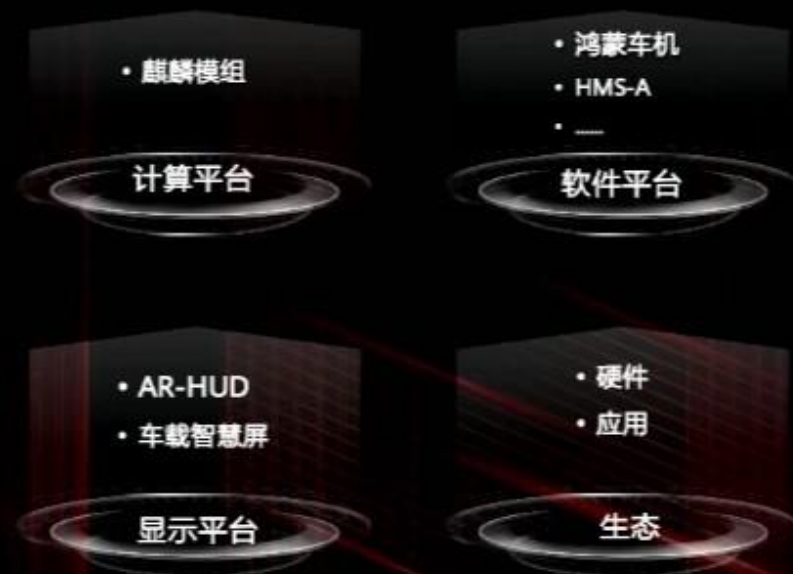 • 麒麟模组
计算平台
• 鸿蒙车机
• HMS-A
• ......
软件平台
• AR-HUD
• 车载智慧屏
显示平台
• 硬件
• 应用
生态